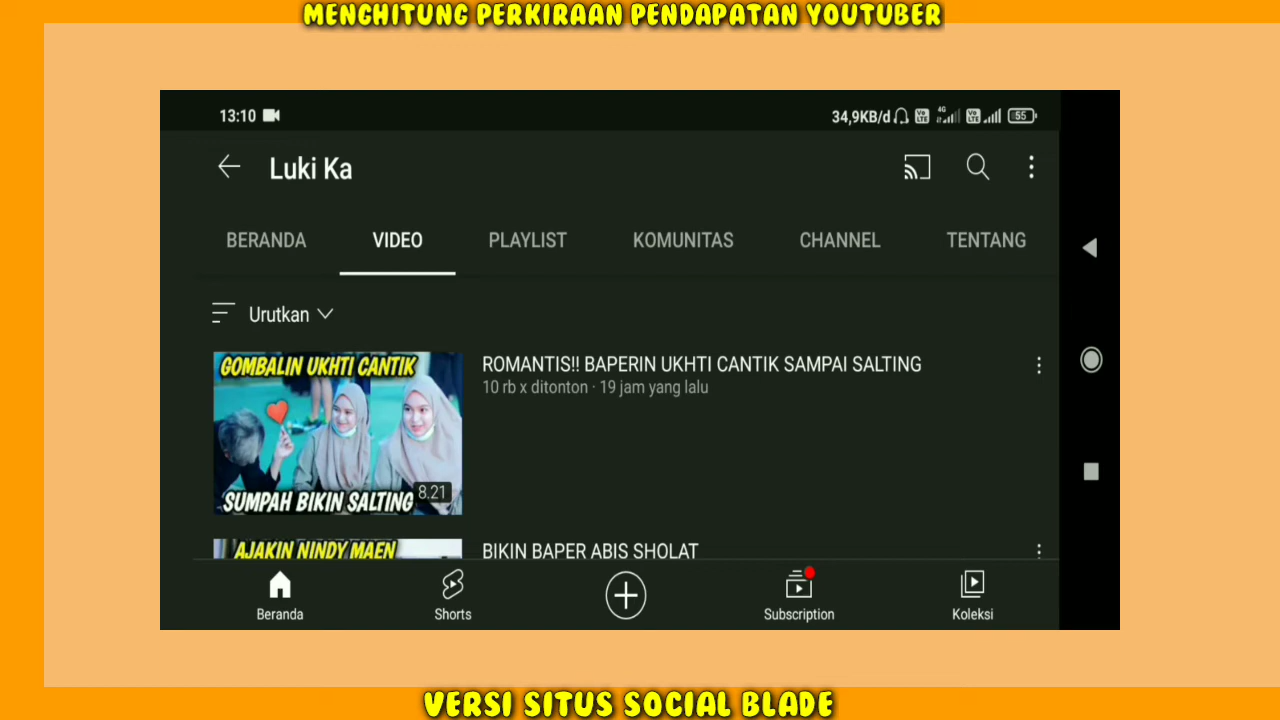 MENGHITUNG PERKIRAAN PENDAPATAN YOUTUBER
13:10 34,9KB/d 4G 55
Luki Ka
BERANDA VIDEO PLAYLIST KOMUNITAS CHANNEL TENTANG
Urutkan
GOMBALIN UKHTI CANTIK
SUMPAH BIKIN SALTING
8.21
ROMANTIS!! BAPERIN UKHTI CANTIK SAMPAI SALTING
10 rb x ditonton · 19 jam yang lalu
AJAKIN NINDY MAEN
BIKIN BAPER ABIS SHOLAT
Beranda Shorts Subscription Koleksi
VERSI SITUS SOCIAL BLADE